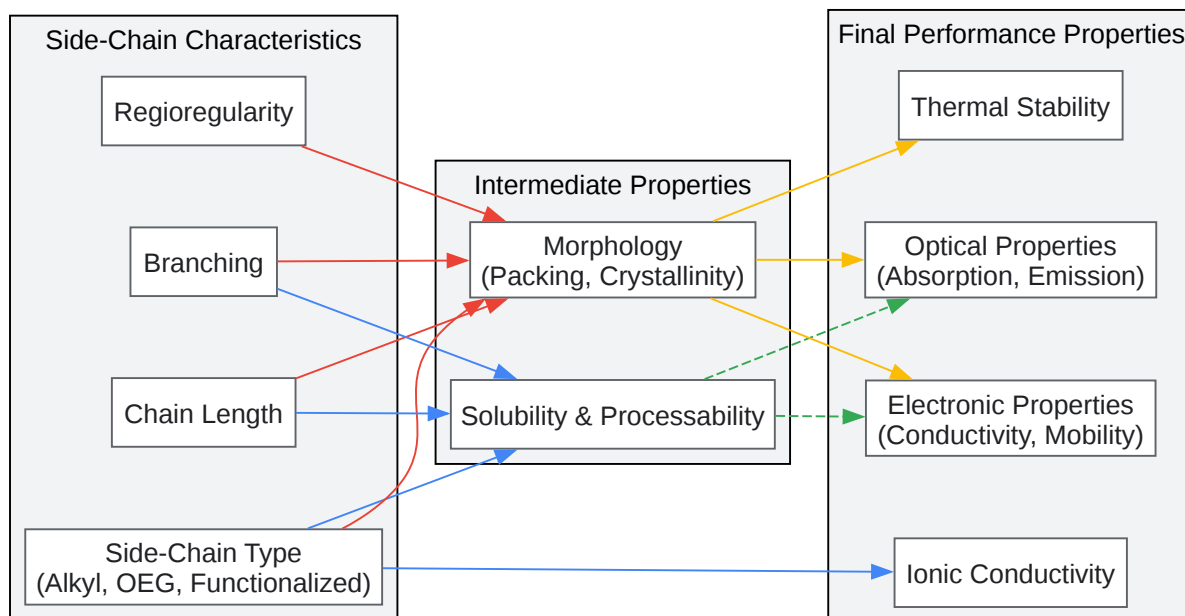 Side-Chain Characteristics
Regioregularity
Branching
Chain Length
Side-Chain Type
(Alkyl, OEG, Functionalized)
Intermediate Properties
Morphology
(Packing, Crystallinity)
Solubility & Processability
Final Performance Properties
Thermal Stability
Optical Properties
(Absorption, Emission)
Electronic Properties
(Conductivity, Mobility)
Ionic Conductivity